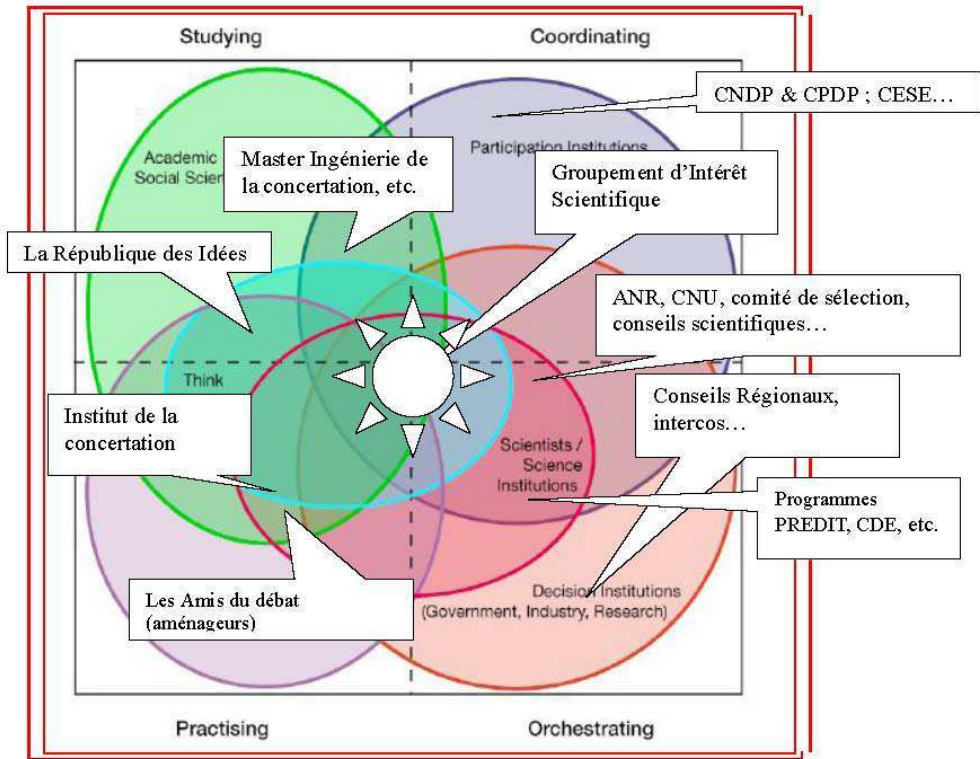 Studying
Coordinating
CNDP & CPDP ; CESE…
Participation Institutions
Academic
Social Scien
Master Ingénierie de
la concertation, etc.
Groupement d’Intérêt
Scientifique
La République des Idées
ANR, CNU, comité de sélection,
conseils scientifiques…
Think
Conseils Régionaux,
intercos…
Institut de la
concertation
Scientists /
Science
Institutions
Programmes
PREDIT, CDE, etc.
Les Amis du débat
(aménageurs)
Decision Institutions
(Government, Industry, Research)
Practising
Orchestrating